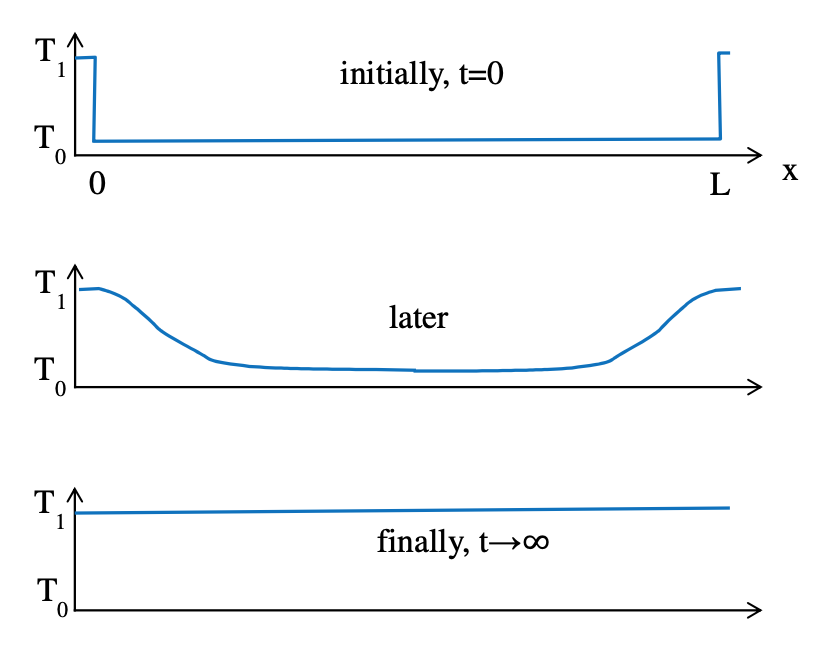 T₁
initially, t=0
T₀
0 L x
T₁
later
T₀
T₁
finally, t→∞
T₀